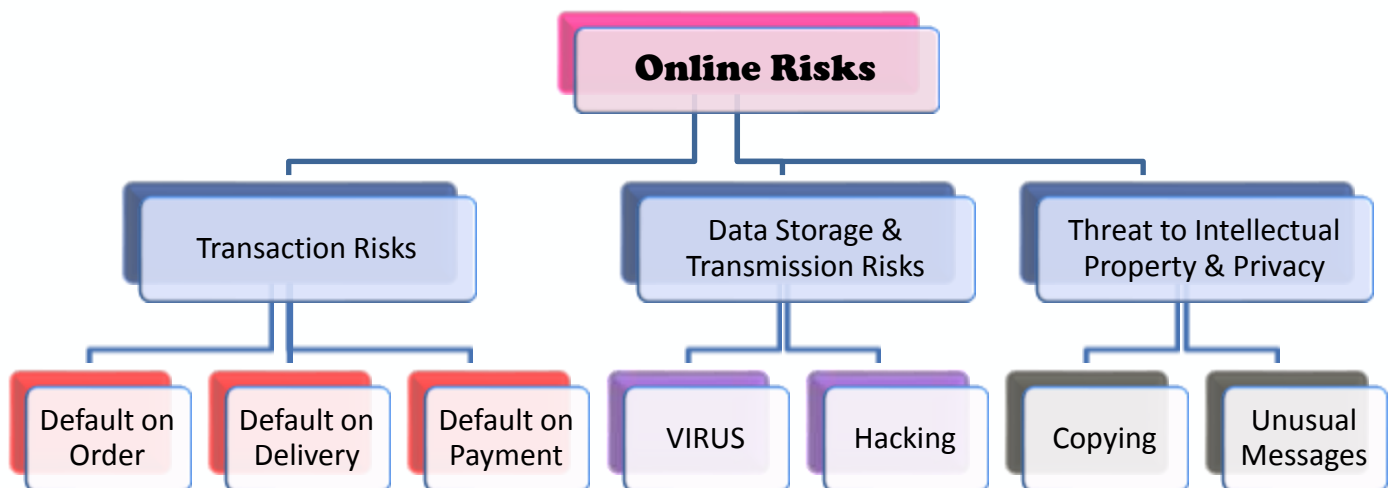 Online Risks
Transaction Risks
Data Storage &
Transmission Risks
Threat to Intellectual
Property & Privacy
Default on
Order
Default on
Delivery
Default on
Payment
VIRUS
Hacking
Copying
Unusual
Messages